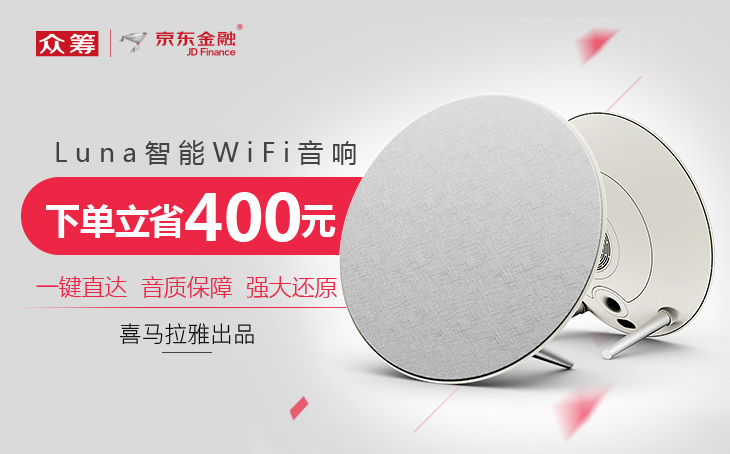 众筹 京东金融®
JD Finance
Luna智能WiFi音响
下单立省400元
一键直达 音质保障 强大还原
喜马拉雅出品